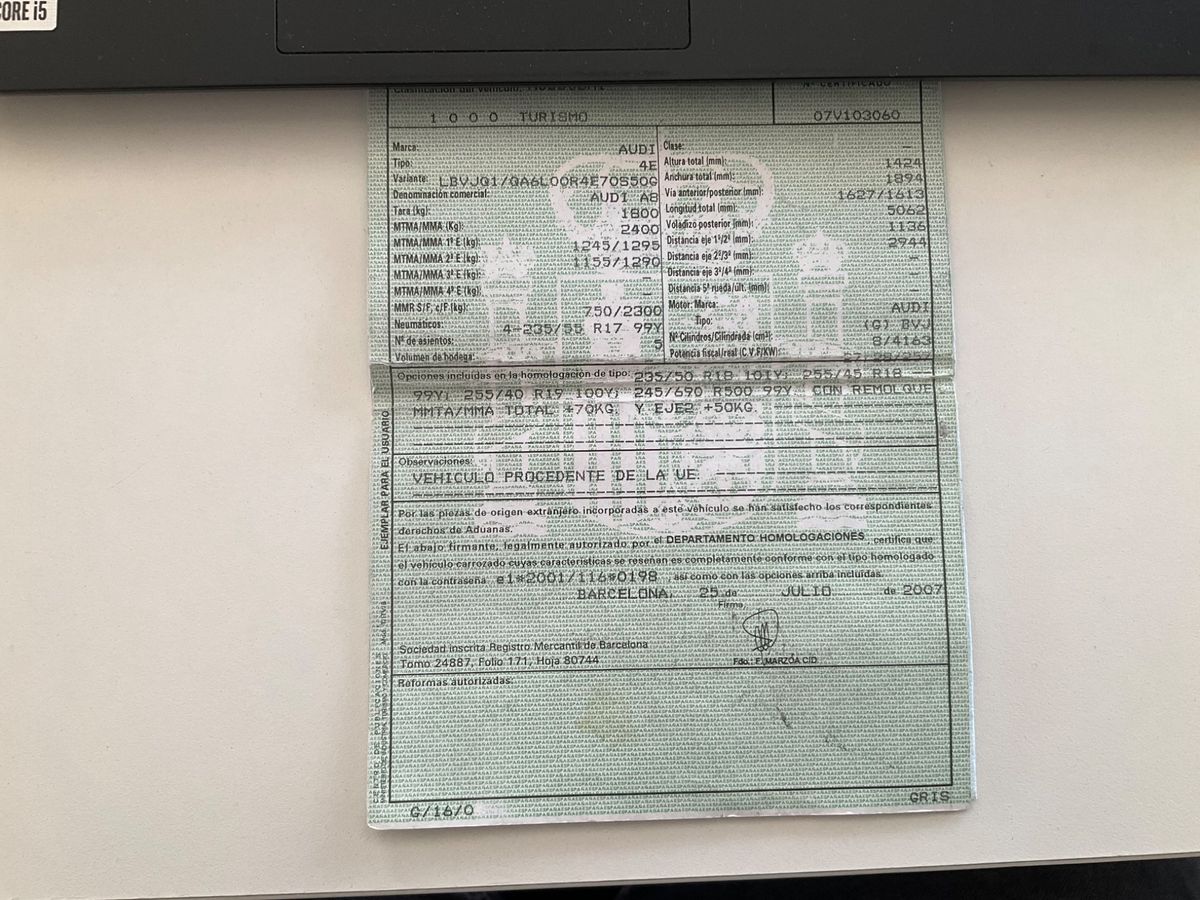 CORE i5
Clasificación del vehículo:
Nº CERTIFICADO
1 0 0 0 TURISMO
07V103060
Marca: AUDI
Tipo: 4E
Variante: LBVJQ1/QA6L0OR4E70S50G
Denominación comercial: AUDI A8
Tara (kg): 1800
MTMA/MMA (Kg): 2400
MTMA/MMA 1º E (kg): 1245/1295
MTMA/MMA 2º E (kg): 1155/1290
MTMA/MMA 3º E (kg): –
MTMA/MMA 4º E (kg): –
MMR S/F, c/F (kg): 750/2300
Neumáticos: 4-235/55 R17 99Y
Nº de asientos: 5
Volumen de bodega: –
Clase: –
Altura total (mm): 1424
Anchura total (mm): 1894
Vía anterior/posterior (mm): 1627/1613
Longitud total (mm): 5062
Voladizo posterior (mm): 1136
Distancia eje 1º/2º (mm): 2944
Distancia eje 2º/3º (mm): –
Distancia eje 3º/4º (mm): –
Distancia 5ª rueda/últ. (mm): –
Motor: Marca: AUDI
Tipo: (G) BVJ
Nº Cilindros/Cilindrada (cm³): 8/4163
Potencia fiscal/real (C.V.F/KW):
Opciones incluidas en la homologación de tipo: 235/50 R18 101Y; 255/45 R18
99Y; 255/40 R19 100Y; 245/690 R500 99Y. CON REMOLQUE
MMTA/MMA TOTAL +70KG. Y EJE2 +50KG.
Observaciones:
VEHICULO PROCEDENTE DE LA UE.
Por las piezas de origen extranjero incorporadas a este vehículo se han satisfecho los correspondientes
derechos de Aduanas.
El abajo firmante, legalmente autorizado por el DEPARTAMENTO HOMOLOGACIONES certifica que
el vehículo carrozado cuyas características se reseñan es completamente conforme con el tipo homologado
con la contraseña e1*2001/116*0198 , así como con las opciones arriba incluidas.
BARCELONA, 25 de JULIO de 2007
Firma,
Sociedad inscrita Registro Mercantil de Barcelona
Tomo 24887, Folio 171, Hoja 80744
Fdo.: F. MARZOA CID
Reformas autorizadas:
EJEMPLAR PARA EL USUARIO
G/16/0
GRIS